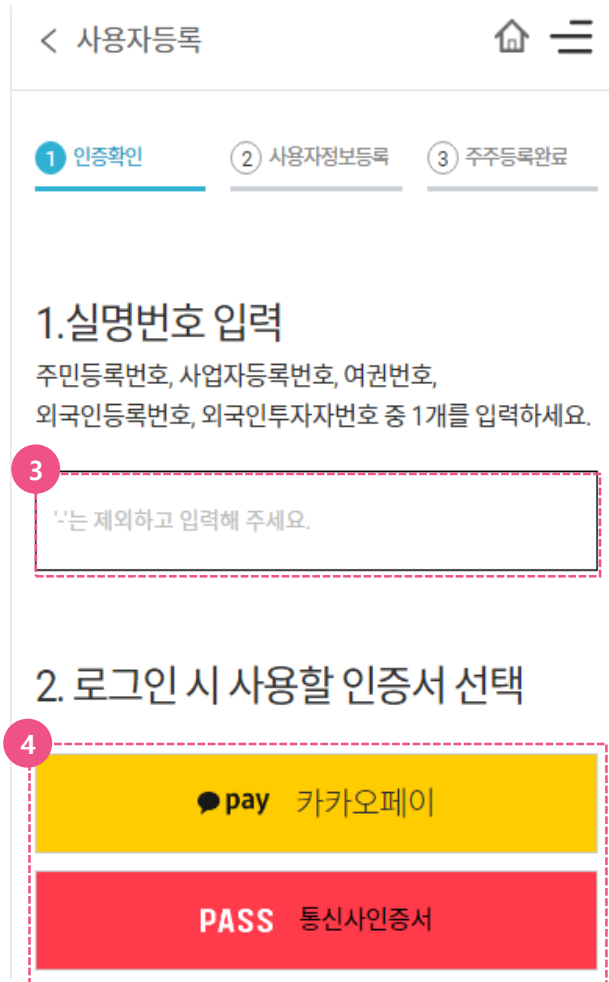 < 사용자등록
1 인증확인 2 사용자정보등록 3 주주등록완료
1.실명번호 입력
주민등록번호, 사업자등록번호, 여권번호,
외국인등록번호, 외국인투자자번호 중 1개를 입력하세요.
3
'-'는 제외하고 입력해 주세요.
2. 로그인 시 사용할 인증서 선택
4
pay 카카오페이
PASS 통신사인증서